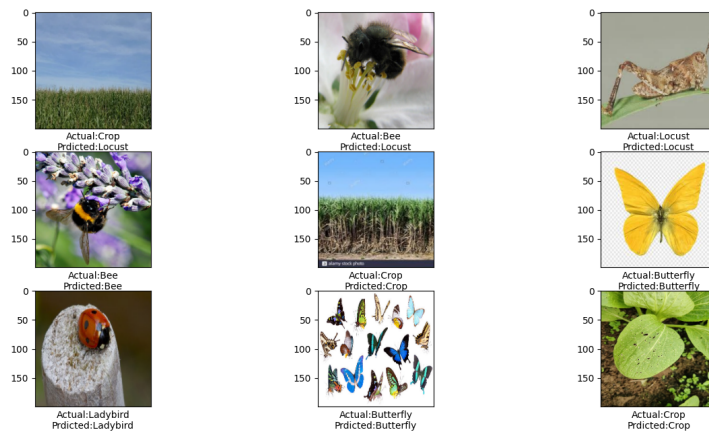 0
50
100
150
Actual:Crop
Prdicted:Locust
0
50
100
150
Actual:Bee
Prdicted:Locust
0
50
100
150
Actual:Locust
Prdicted:Locust
0
50
100
150
Actual:Bee
Prdicted:Bee
0
50
100
150
alamy stock photo
Actual:Crop
Prdicted:Crop
0
50
100
150
Actual:Butterfly
Prdicted:Butterfly
0
50
100
150
Actual:Ladybird
Prdicted:Ladybird
0
50
100
150
Actual:Butterfly
Prdicted:Butterfly
0
50
100
150
Actual:Crop
Prdicted:Crop